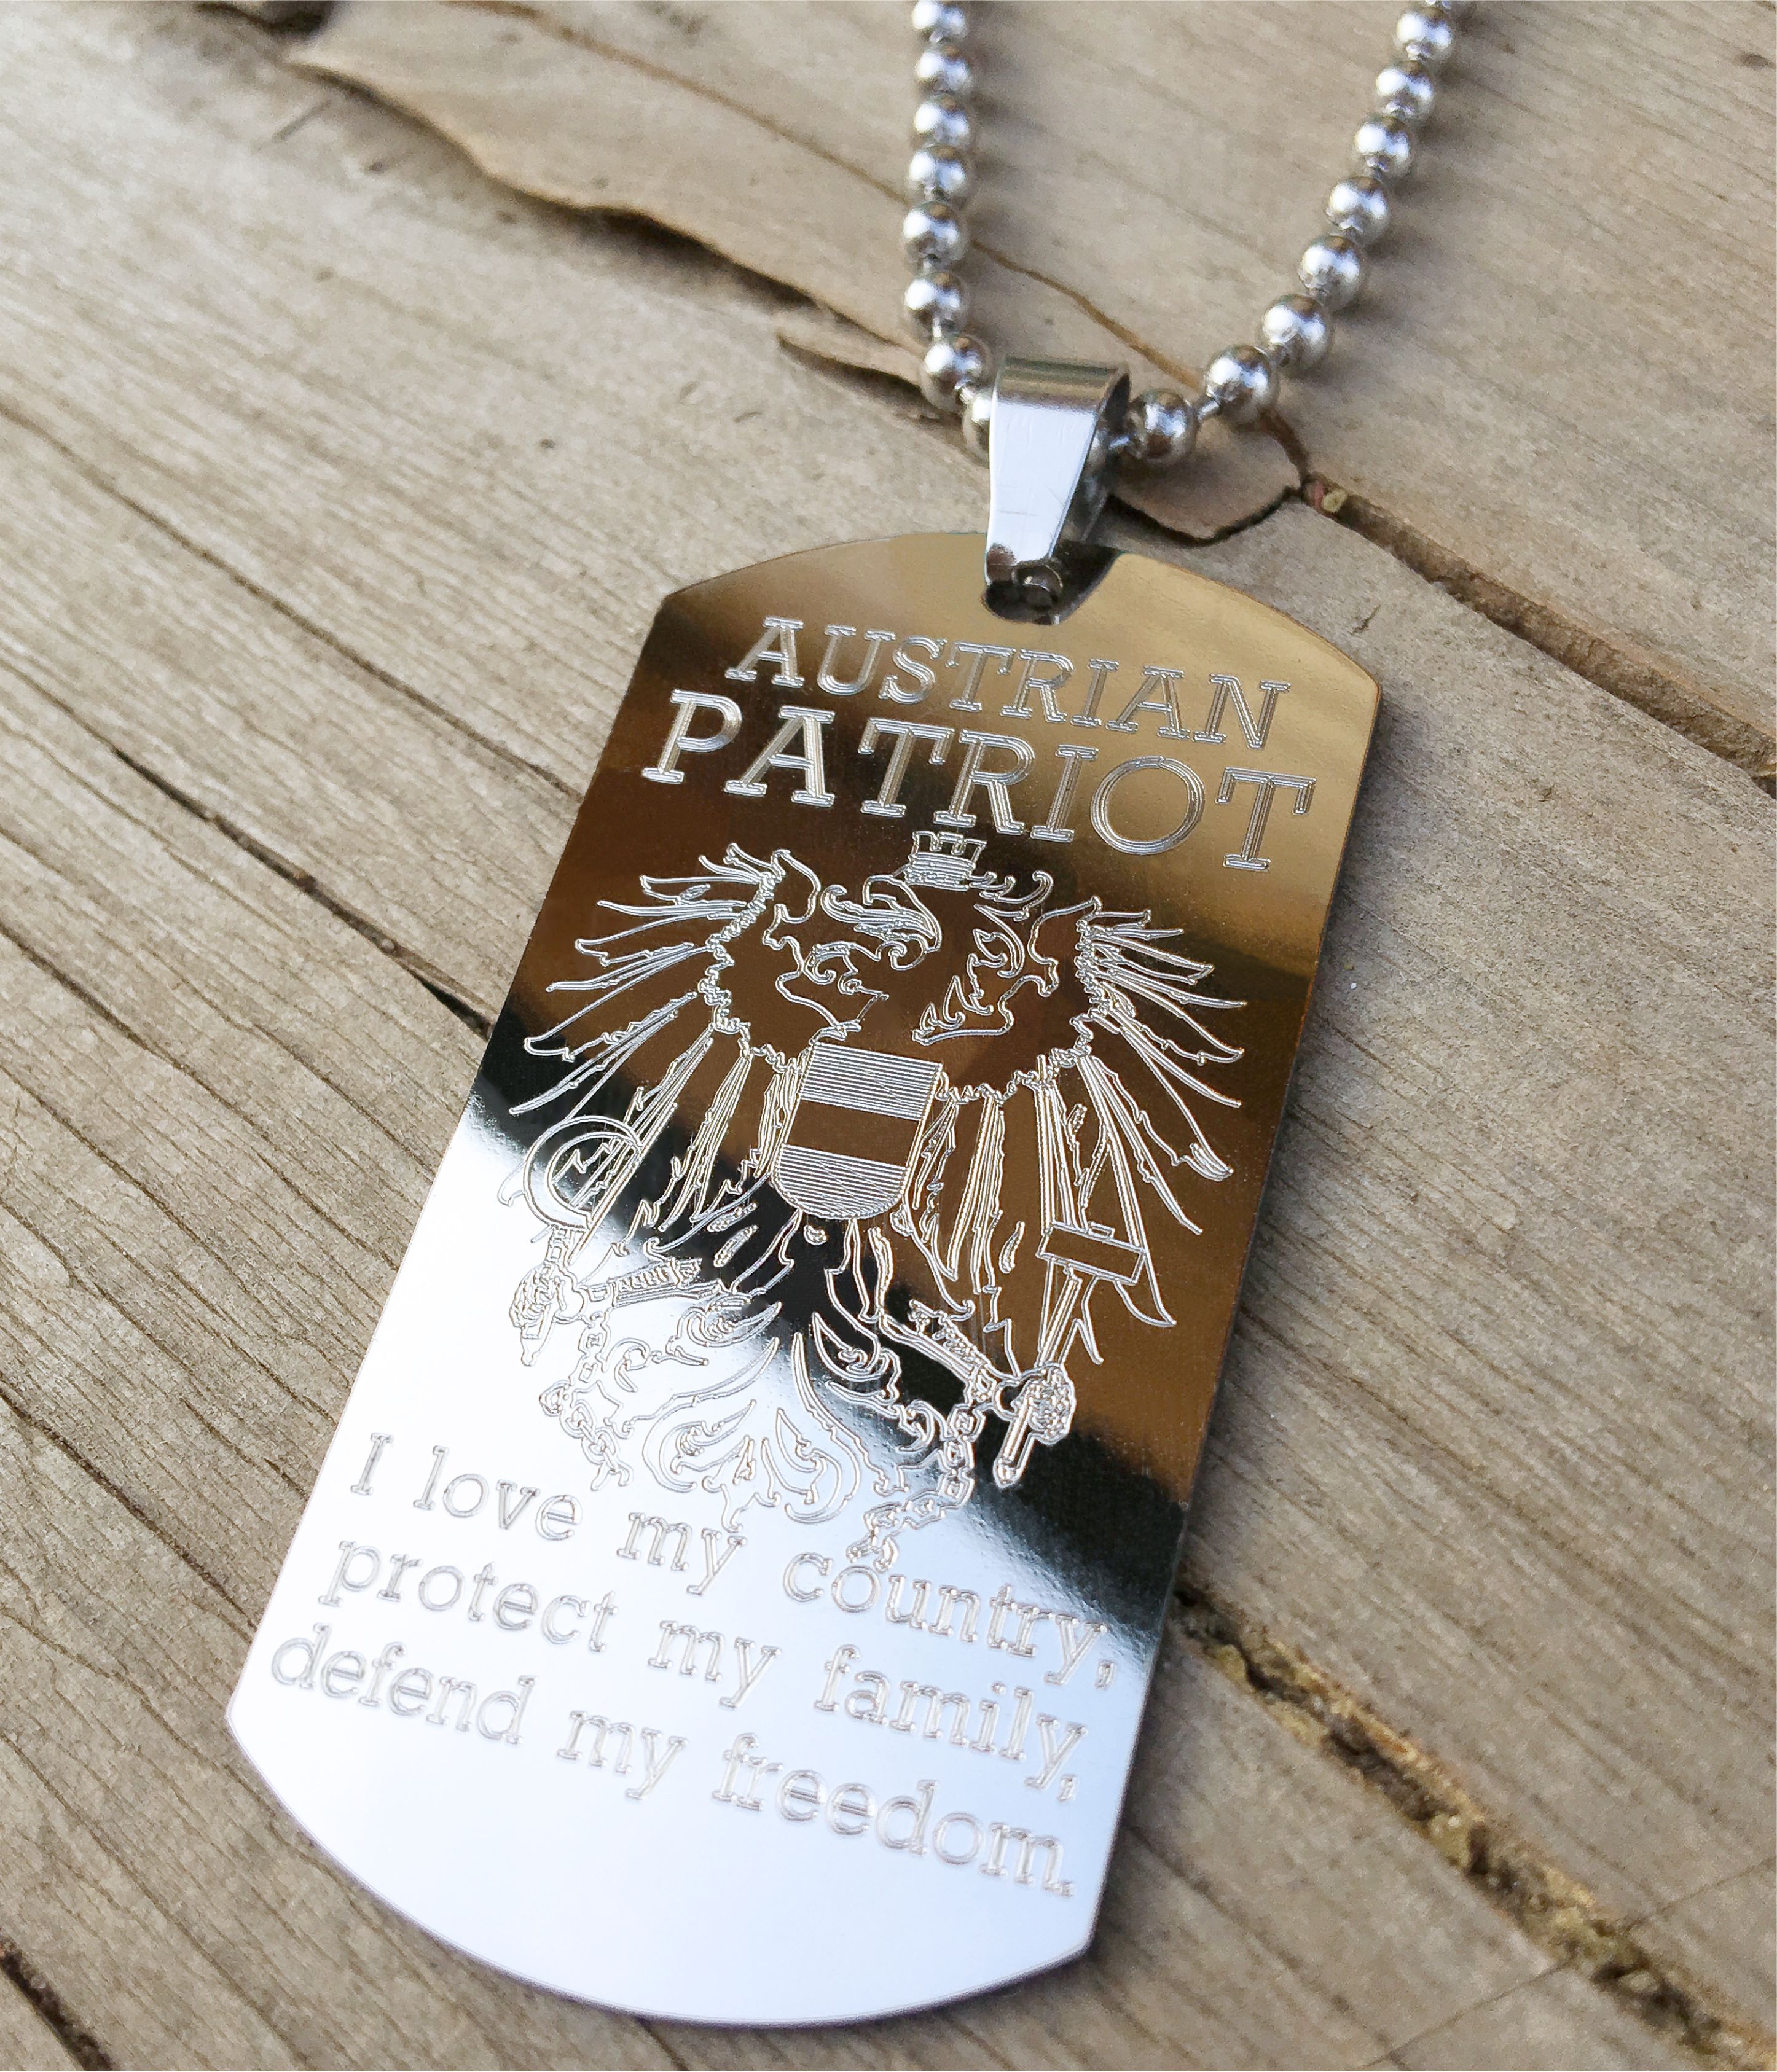 AUSTRIAN
PATRIOT
I love my country,
protect my family,
defend my freedom.